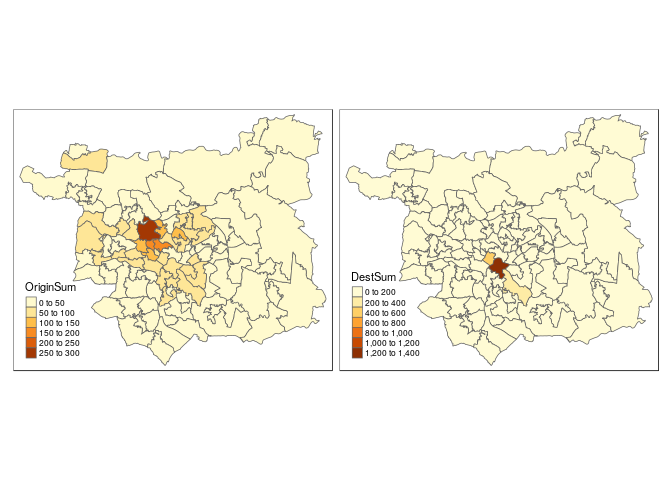 OriginSum
0 to 50
50 to 100
100 to 150
150 to 200
200 to 250
250 to 300
DestSum
0 to 200
200 to 400
400 to 600
600 to 800
800 to 1,000
1,000 to 1,200
1,200 to 1,400